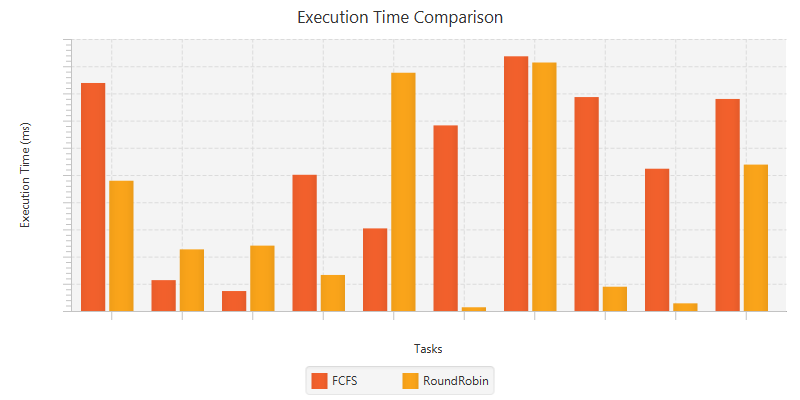 Execution Time Comparison
Execution Time (ms)
Tasks
FCFS
RoundRobin